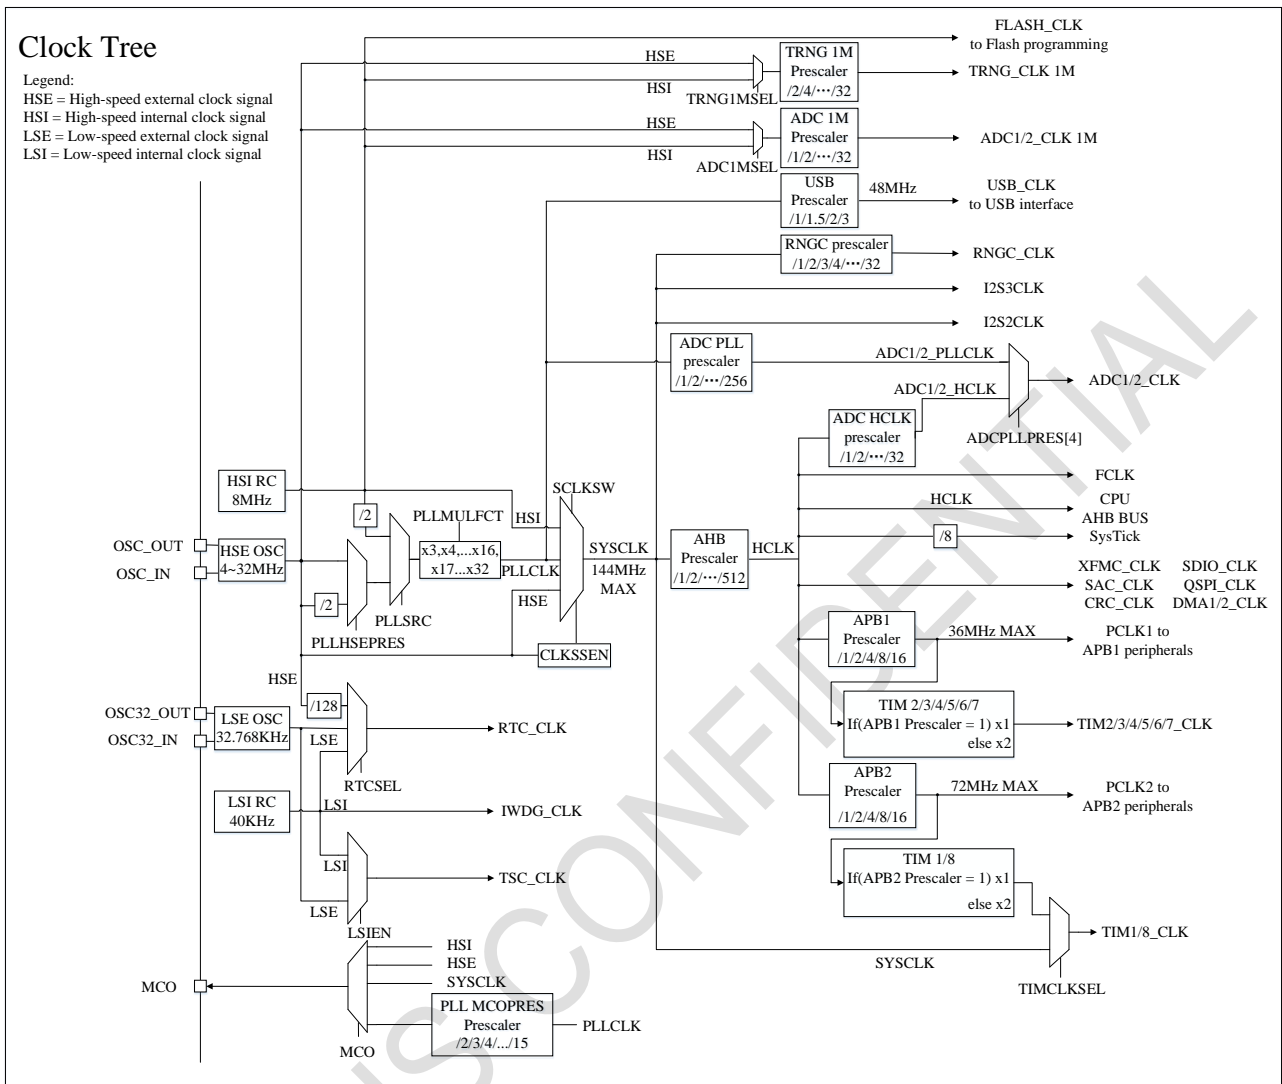 Clock Tree
Legend:
HSE = High-speed external clock signal
HSI = High-speed internal clock signal
LSE = Low-speed external clock signal
LSI = Low-speed internal clock signal
FLASH_CLK
to Flash programming
HSE
HSI
TRNG1MSEL
TRNG 1M
Prescaler
/2/4/···/32
TRNG_CLK 1M
HSE
HSI
ADC1MSEL
ADC 1M
Prescaler
/1/2/···/32
ADC1/2_CLK 1M
USB
Prescaler
/1/1.5/2/3
48MHz
USB_CLK
to USB interface
RNGC prescaler
/1/2/3/4/···/32
RNGC_CLK
I2S3CLK
I2S2CLK
ADC PLL
prescaler
/1/2/···/256
ADC1/2_PLLCLK
ADC1/2_HCLK
ADC1/2_CLK
ADCPLLPRES[4]
ADC HCLK
prescaler
/1/2/···/32
HSI RC
8MHz
/2
PLLMULFCT
x3,x4,...x16,
x17...x32
HSI
PLLCLK
HSE
SCLKSW
SYSCLK
144MHz
MAX
AHB
Prescaler
/1/2/···/512
HCLK
FCLK
HCLK
CPU
AHB BUS
/8
SysTick
OSC_OUT
OSC_IN
HSE OSC
4~32MHz
/2
PLLHSEPRES
PLLSRC
CLKSSEN
XFMC_CLK SDIO_CLK
SAC_CLK QSPI_CLK
CRC_CLK DMA1/2_CLK
APB1
Prescaler
/1/2/4/8/16
36MHz MAX
PCLK1 to
APB1 peripherals
HSE
/128
OSC32_OUT
OSC32_IN
LSE OSC
32.768KHz
LSE
RTCSEL
RTC_CLK
TIM 2/3/4/5/6/7
If(APB1 Prescaler = 1) x1
else x2
TIM2/3/4/5/6/7_CLK
LSI RC
40KHz
LSI
IWDG_CLK
APB2
Prescaler
/1/2/4/8/16
72MHz MAX
PCLK2 to
APB2 peripherals
LSI
LSE
LSIEN
TSC_CLK
TIM 1/8
If(APB2 Prescaler = 1) x1
else x2
SYSCLK
TIMCLKSEL
TIM1/8_CLK
MCO
HSI
HSE
SYSCLK
PLL MCOPRES
Prescaler
/2/3/4/.../15
PLLCLK
MCO
NS CONFIDENTIAL